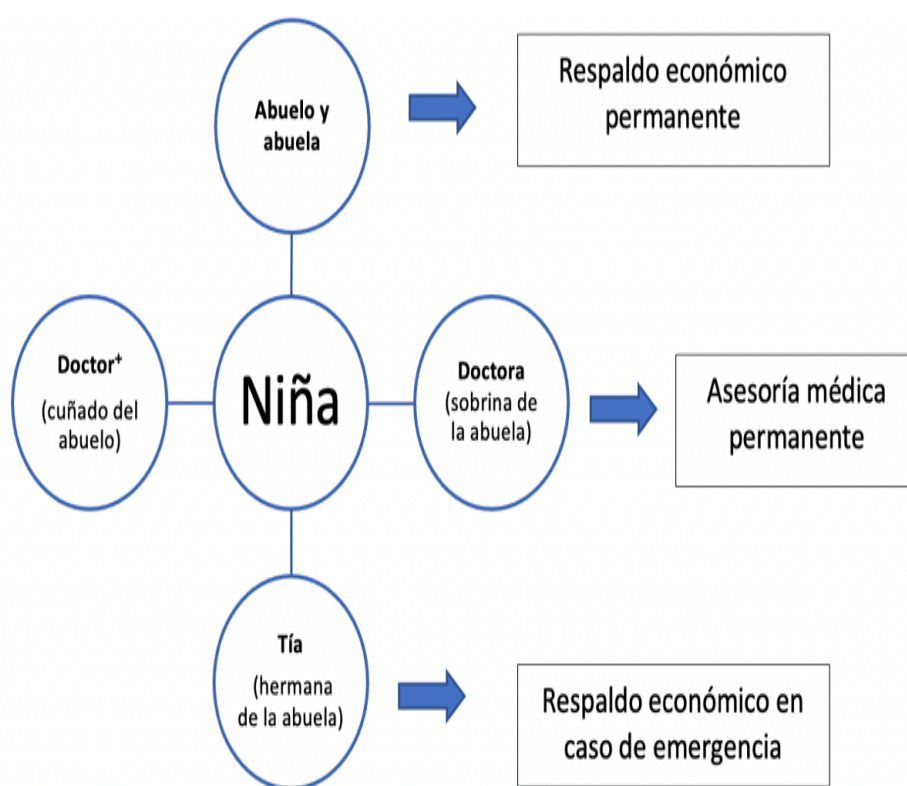 Abuelo y
abuela
Respaldo económico
permanente
Doctor⁺
(cuñado del
abuelo)
Niña
Doctora
(sobrina de
la abuela)
Asesoría médica
permanente
Tía
(hermana
de la abuela)
Respaldo económico en
caso de emergencia